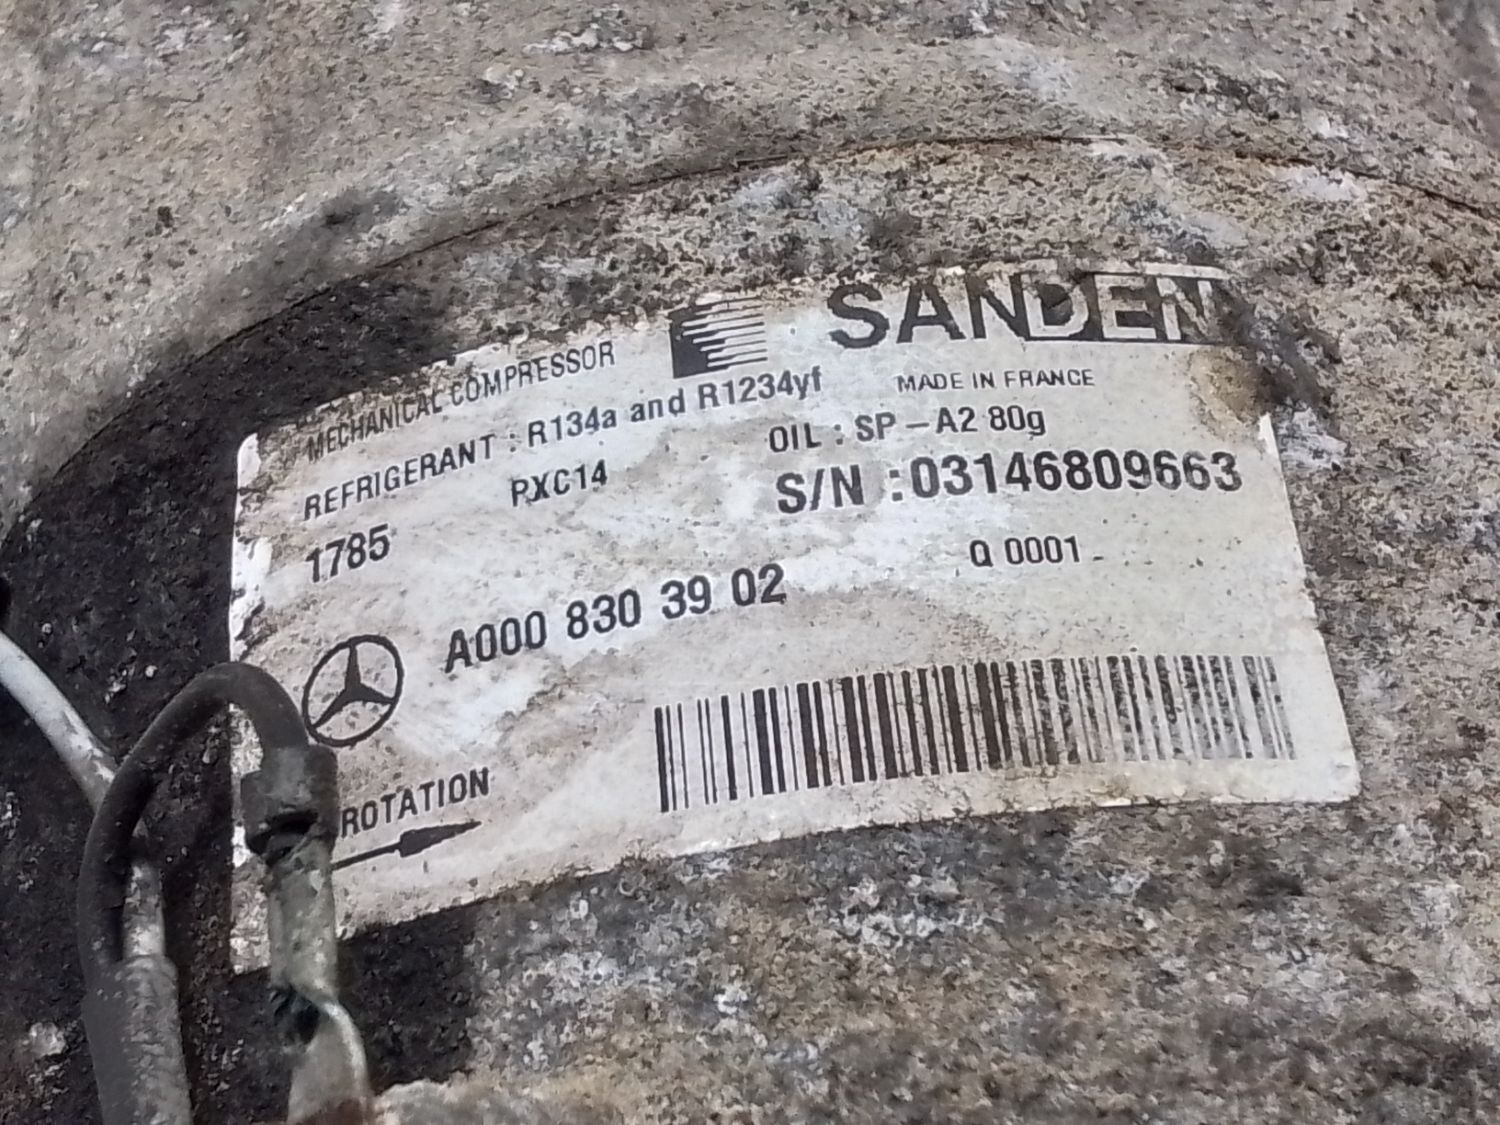 SANDEN
MECHANICAL COMPRESSOR
MADE IN FRANCE
REFRIGERANT : R134a and R1234yf
OIL : SP - A2 80g
PXC14
S/N :03146809663
1785
Q 0001
A000 830 39 02
ROTATION